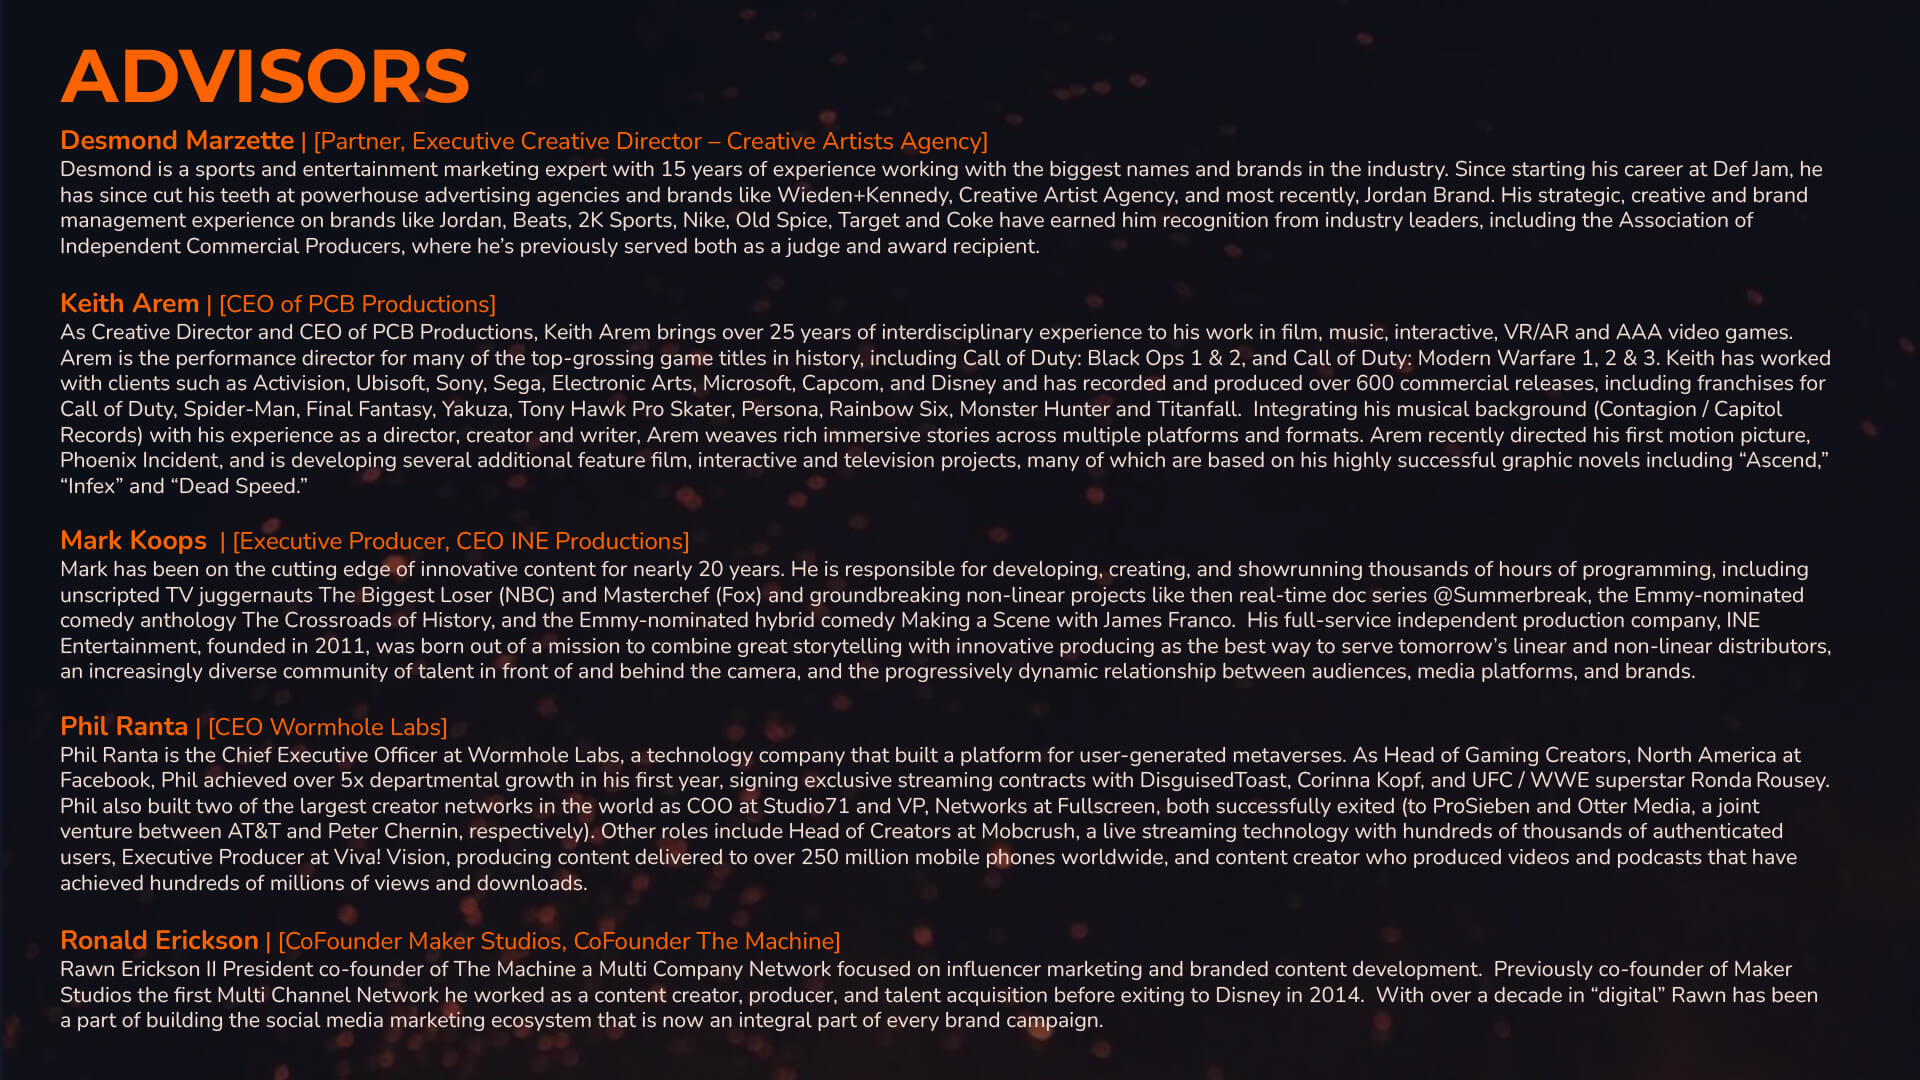 ADVISORS
Desmond Marzette | [Partner, Executive Creative Director – Creative Artists Agency]
Desmond is a sports and entertainment marketing expert with 15 years of experience working with the biggest names and brands in the industry. Since starting his career at Def Jam, he
has since cut his teeth at powerhouse advertising agencies and brands like Wieden+Kennedy, Creative Artist Agency, and most recently, Jordan Brand. His strategic, creative and brand
management experience on brands like Jordan, Beats, 2K Sports, Nike, Old Spice, Target and Coke have earned him recognition from industry leaders, including the Association of
Independent Commercial Producers, where he’s previously served both as a judge and award recipient.
Keith Arem | [CEO of PCB Productions]
As Creative Director and CEO of PCB Productions, Keith Arem brings over 25 years of interdisciplinary experience to his work in film, music, interactive, VR/AR and AAA video games.
Arem is the performance director for many of the top-grossing game titles in history, including Call of Duty: Black Ops 1 & 2, and Call of Duty: Modern Warfare 1, 2 & 3. Keith has worked
with clients such as Activision, Ubisoft, Sony, Sega, Electronic Arts, Microsoft, Capcom, and Disney and has recorded and produced over 600 commercial releases, including franchises for
Call of Duty, Spider-Man, Final Fantasy, Yakuza, Tony Hawk Pro Skater, Persona, Rainbow Six, Monster Hunter and Titanfall.  Integrating his musical background (Contagion / Capitol
Records) with his experience as a director, creator and writer, Arem weaves rich immersive stories across multiple platforms and formats. Arem recently directed his first motion picture,
Phoenix Incident, and is developing several additional feature film, interactive and television projects, many of which are based on his highly successful graphic novels including “Ascend,”
“Infex” and “Dead Speed.”
Mark Koops  | [Executive Producer, CEO INE Productions]
Mark has been on the cutting edge of innovative content for nearly 20 years. He is responsible for developing, creating, and showrunning thousands of hours of programming, including
unscripted TV juggernauts The Biggest Loser (NBC) and Masterchef (Fox) and groundbreaking non-linear projects like then real-time doc series @Summerbreak, the Emmy-nominated
comedy anthology The Crossroads of History, and the Emmy-nominated hybrid comedy Making a Scene with James Franco.  His full-service independent production company, INE
Entertainment, founded in 2011, was born out of a mission to combine great storytelling with innovative producing as the best way to serve tomorrow’s linear and non-linear distributors,
an increasingly diverse community of talent in front of and behind the camera, and the progressively dynamic relationship between audiences, media platforms, and brands.
Phil Ranta | [CEO Wormhole Labs]
Phil Ranta is the Chief Executive Officer at Wormhole Labs, a technology company that built a platform for user-generated metaverses. As Head of Gaming Creators, North America at
Facebook, Phil achieved over 5x departmental growth in his first year, signing exclusive streaming contracts with DisguisedToast, Corinna Kopf, and UFC / WWE superstar Ronda Rousey.
Phil also built two of the largest creator networks in the world as COO at Studio71 and VP, Networks at Fullscreen, both successfully exited (to ProSieben and Otter Media, a joint
venture between AT&T and Peter Chernin, respectively). Other roles include Head of Creators at Mobcrush, a live streaming technology with hundreds of thousands of authenticated
users, Executive Producer at Viva! Vision, producing content delivered to over 250 million mobile phones worldwide, and content creator who produced videos and podcasts that have
achieved hundreds of millions of views and downloads.
Ronald Erickson | [CoFounder Maker Studios, CoFounder The Machine]
Rawn Erickson II President co-founder of The Machine a Multi Company Network focused on influencer marketing and branded content development.  Previously co-founder of Maker
Studios the first Multi Channel Network he worked as a content creator, producer, and talent acquisition before exiting to Disney in 2014.  With over a decade in “digital” Rawn has been
a part of building the social media marketing ecosystem that is now an integral part of every brand campaign.